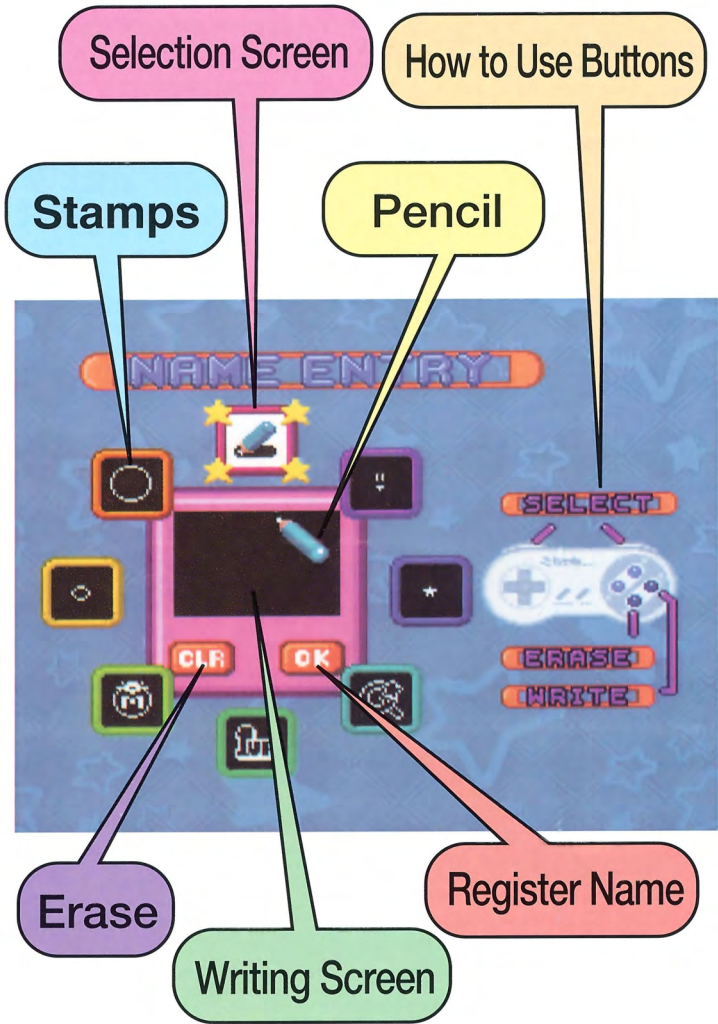 Selection Screen
How to Use Buttons
Stamps
Pencil
NAME ENTRY
SELECT
CLR
OK
ERASE
WRITE
Erase
Register Name
Writing Screen